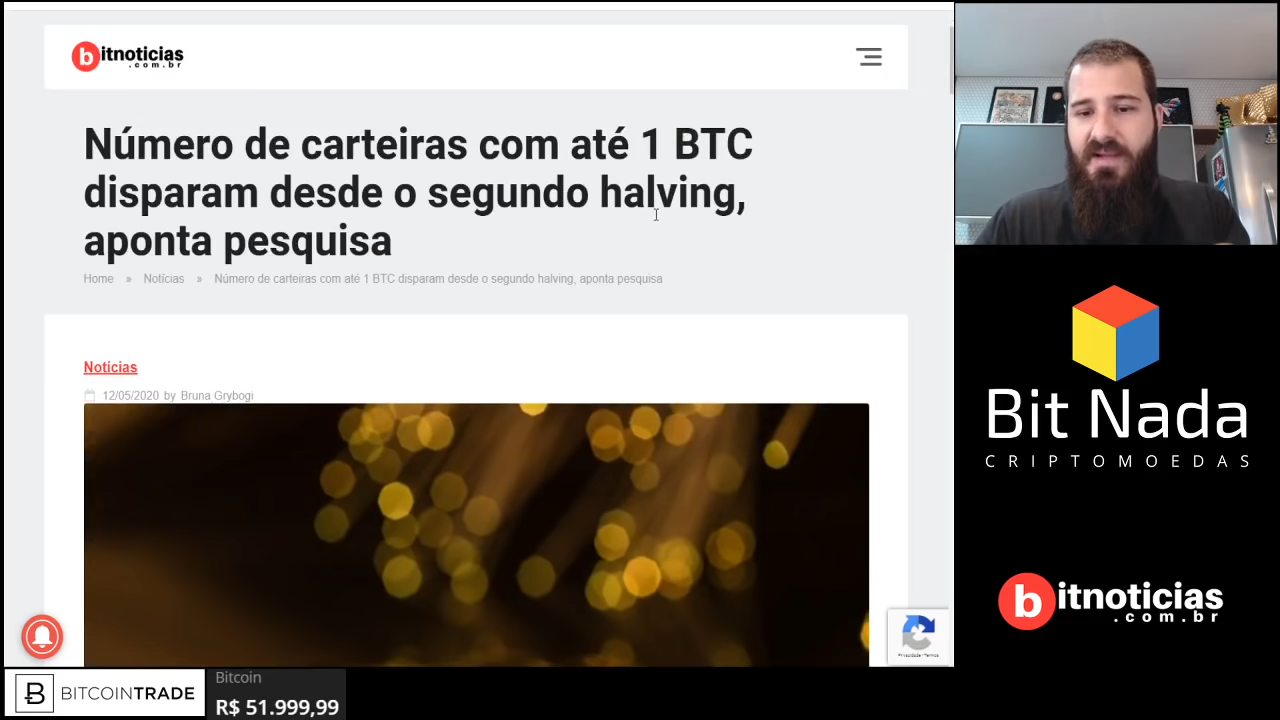 bitnoticias
.com.br
Número de carteiras com até 1 BTC
disparam desde o segundo halving,
aponta pesquisa
Home » Notícias » Número de carteiras com até 1 BTC disparam desde o segundo halving, aponta pesquisa
Notícias
12/05/2020 by Bruna Grybogi
Privacidade - Termos
Bit Nada
CRIPTOMOEDAS
bitnoticias
.com.br
BITCOINTRADE
Bitcoin
R$ 51.999,99